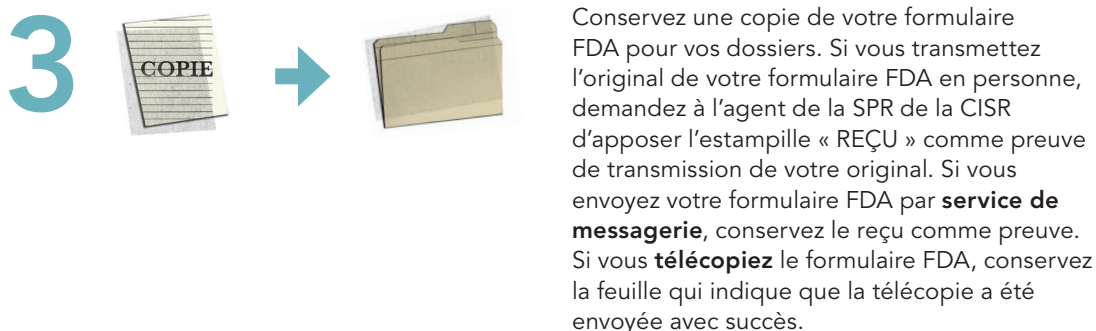 3
COPIE
Conservez une copie de votre formulaire
FDA pour vos dossiers. Si vous transmettez
l'original de votre formulaire FDA en personne,
demandez à l'agent de la SPR de la CISR
d'apposer l'estampille « REÇU » comme preuve
de transmission de votre original. Si vous
envoyez votre formulaire FDA par service de
messagerie, conservez le reçu comme preuve.
Si vous télécopiez le formulaire FDA, conservez
la feuille qui indique que la télécopie a été
envoyée avec succès.